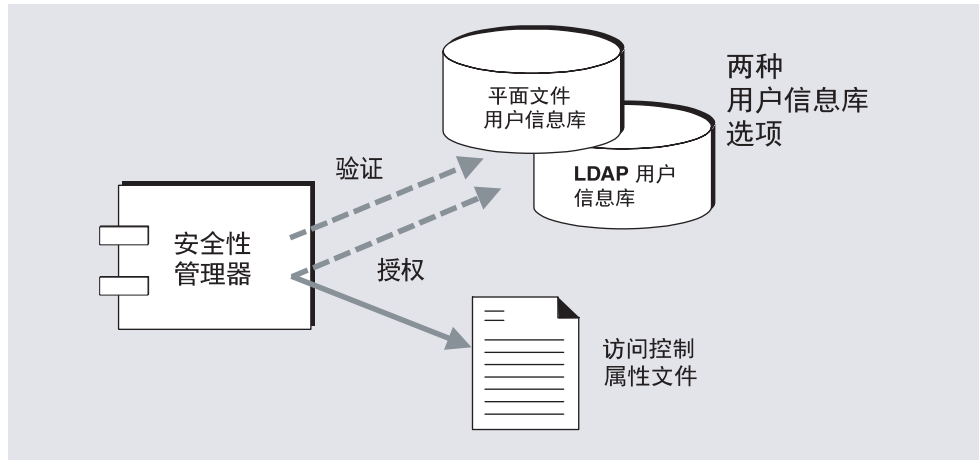 平面文件
用户信息库
两种
用户信息库
选项
LDAP 用户
信息库
验证
安全性
管理器
授权
访问控制
属性文件